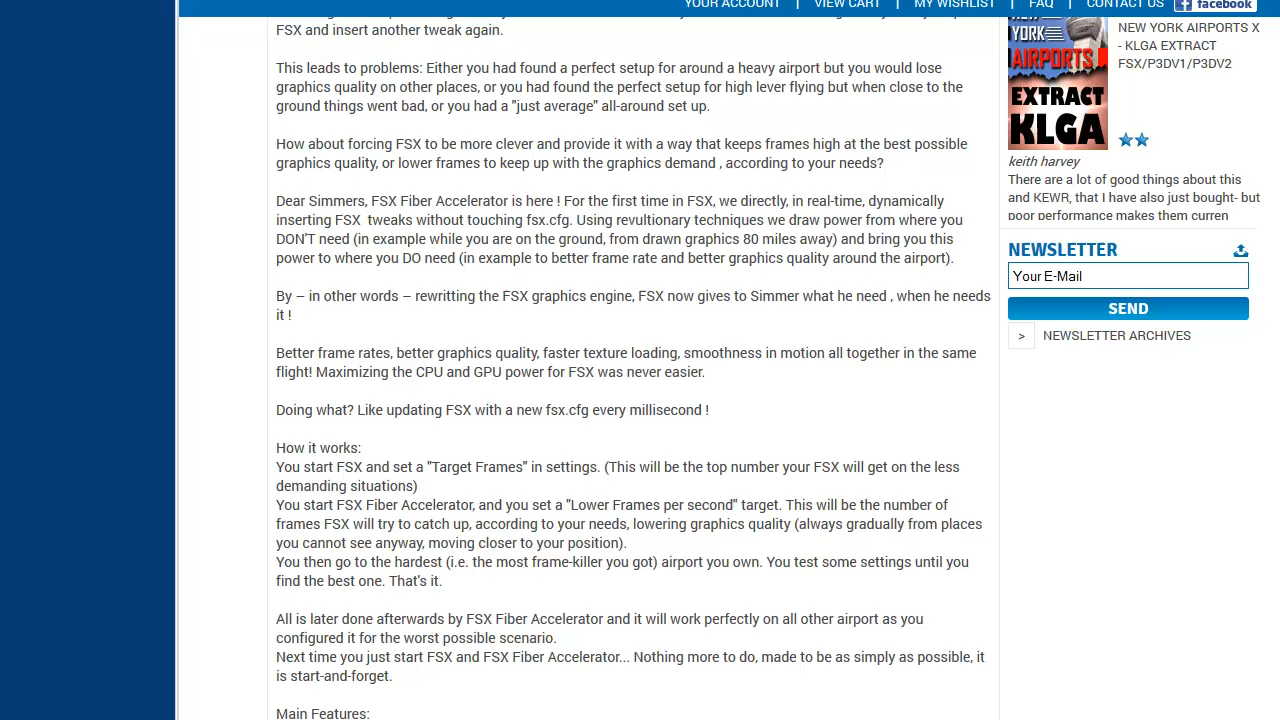 YOUR ACCOUNT | VIEW CART | MY WISHLIST | FAQ | CONTACT US facebook
FSX and insert another tweak again.
This leads to problems: Either you had found a perfect setup for around a heavy airport but you would lose
graphics quality on other places, or you had found the perfect setup for high lever flying but when close to the
ground things went bad, or you had a "just average" all-around set up.
How about forcing FSX to be more clever and provide it with a way that keeps frames high at the best possible
graphics quality, or lower frames to keep up with the graphics demand , according to your needs?
Dear Simmers, FSX Fiber Accelerator is here ! For the first time in FSX, we directly, in real-time, dynamically
inserting FSX  tweaks without touching fsx.cfg. Using revultionary techniques we draw power from where you
DON'T need (in example while you are on the ground, from drawn graphics 80 miles away) and bring you this
power to where you DO need (in example to better frame rate and better graphics quality around the airport).
By – in other words – rewritting the FSX graphics engine, FSX now gives to Simmer what he need , when he needs
it !
Better frame rates, better graphics quality, faster texture loading, smoothness in motion all together in the same
flight! Maximizing the CPU and GPU power for FSX was never easier.
Doing what? Like updating FSX with a new fsx.cfg every millisecond !
How it works:
You start FSX and set a "Target Frames" in settings. (This will be the top number your FSX will get on the less
demanding situations)
You start FSX Fiber Accelerator, and you set a "Lower Frames per second" target. This will be the number of
frames FSX will try to catch up, according to your needs, lowering graphics quality (always gradually from places
you cannot see anyway, moving closer to your position).
You then go to the hardest (i.e. the most frame-killer you got) airport you own. You test some settings until you
find the best one. That's it.
All is later done afterwards by FSX Fiber Accelerator and it will work perfectly on all other airport as you
configured it for the worst possible scenario.
Next time you just start FSX and FSX Fiber Accelerator... Nothing more to do, made to be as simply as possible, it
is start-and-forget.
Main Features:
YORK
AIRPORTS
EXTRACT
KLGA
NEW YORK AIRPORTS X
- KLGA EXTRACT
FSX/P3DV1/P3DV2
keith harvey
There are a lot of good things about this
and KEWR, that I have also just bought- but
poor performance makes them curren
NEWSLETTER
Your E-Mail
SEND
> NEWSLETTER ARCHIVES